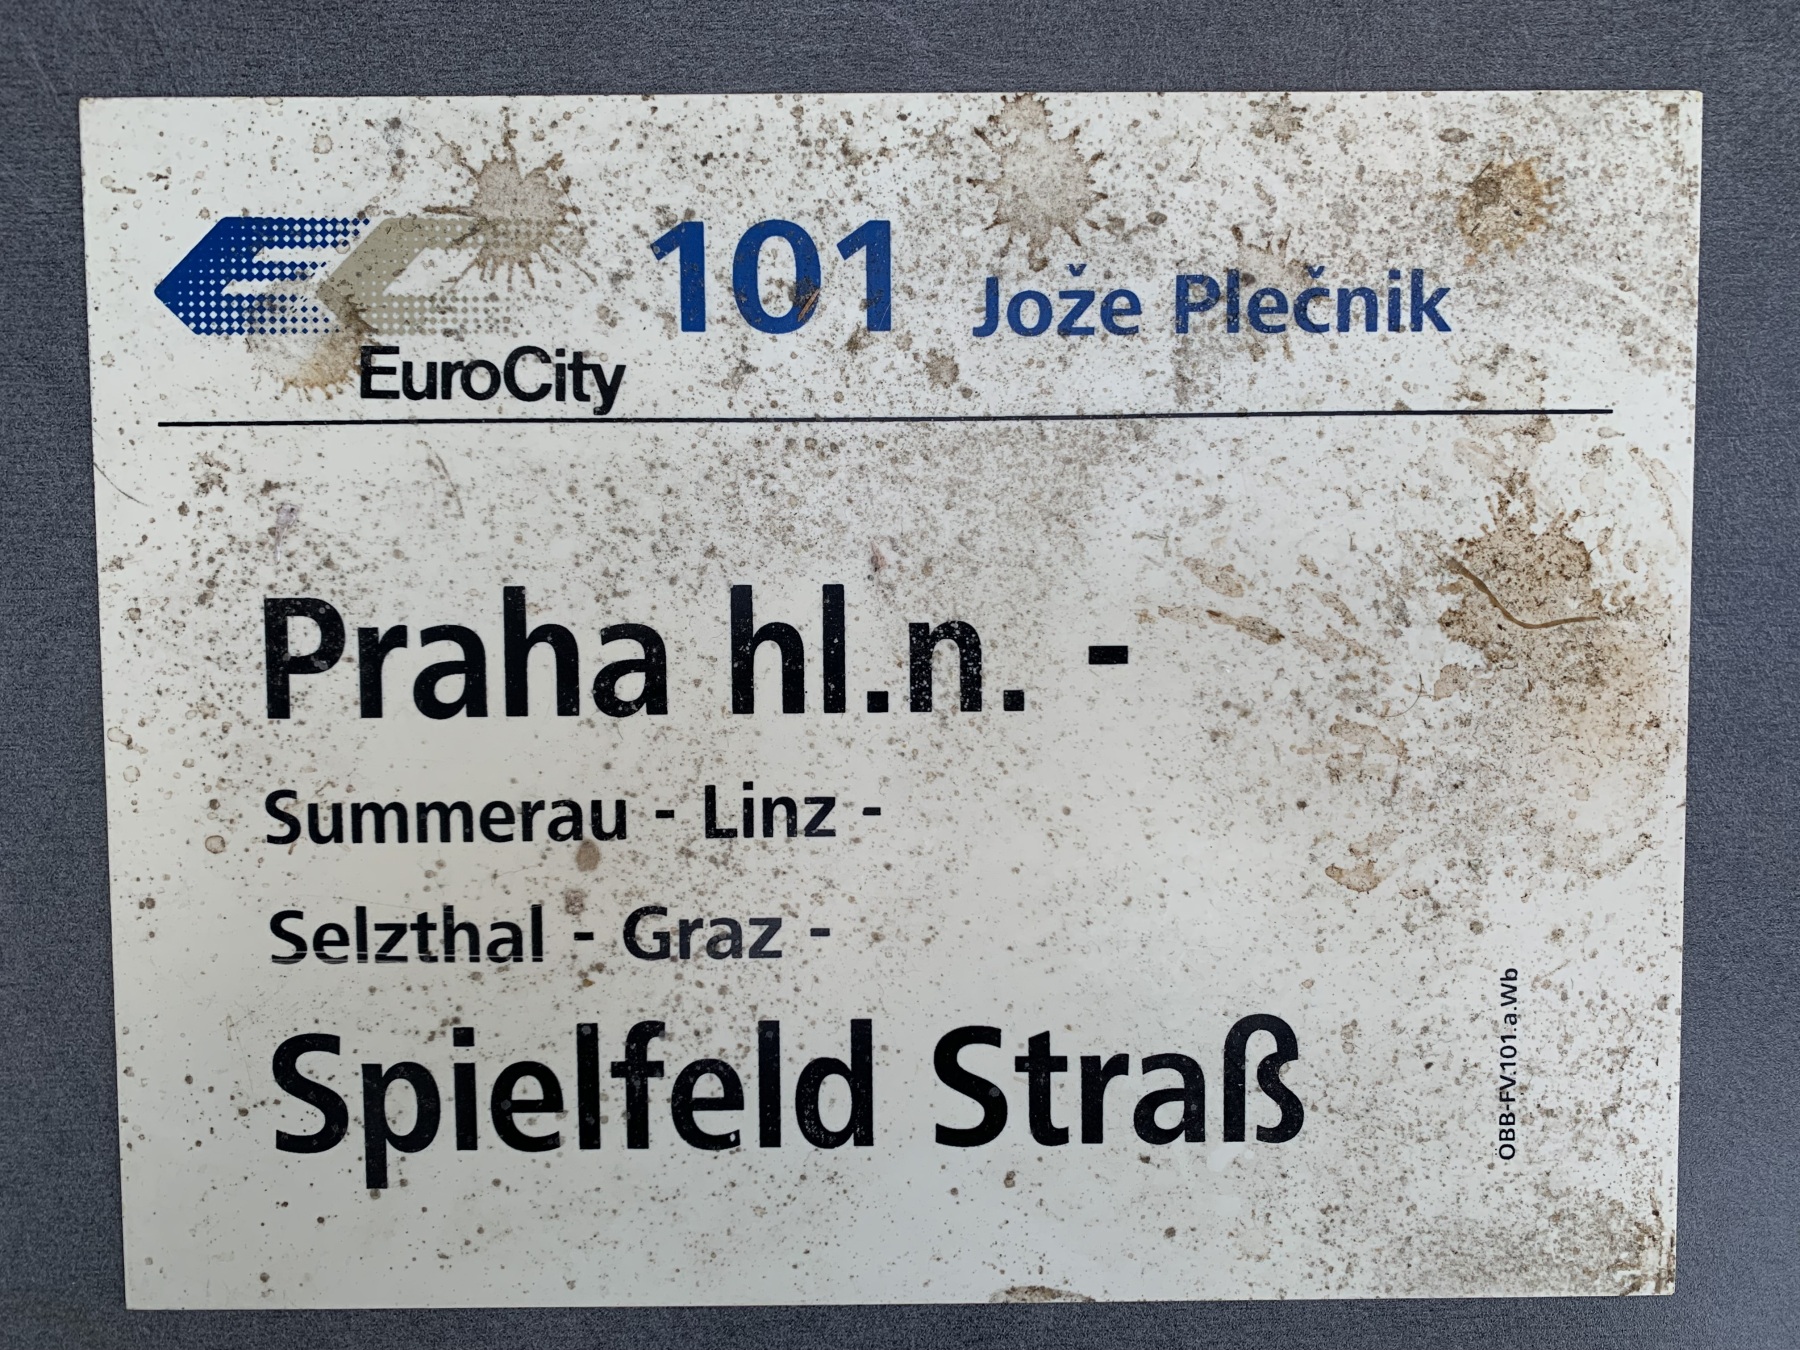 101 Jože Plečnik
EuroCity
Praha hl.n. -
Summerau - Linz -
Selzthal - Graz -
Spielfeld Straß
ÖBB-FV.101.a.Wb